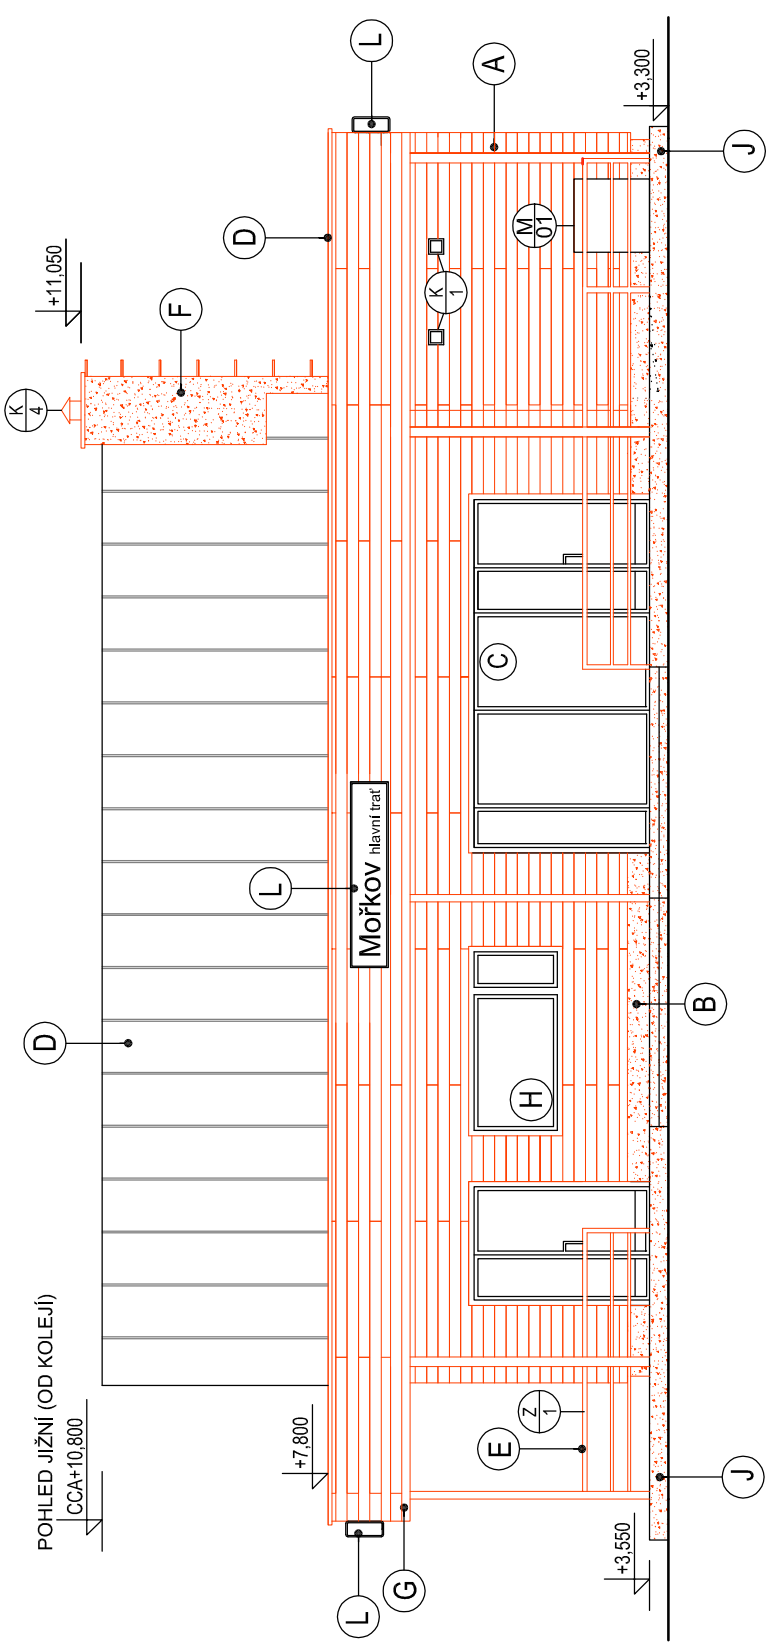 POHLED JIŽNÍ (OD KOLEJÍ)
CCA+10,800
+11,050
K
4
F
D
D
L
+7,800
L
L
Mořkov hlavní trať
G
A
K
1
M
01
C
H
E
Z
1
B
+3,550
+3,300
J
J